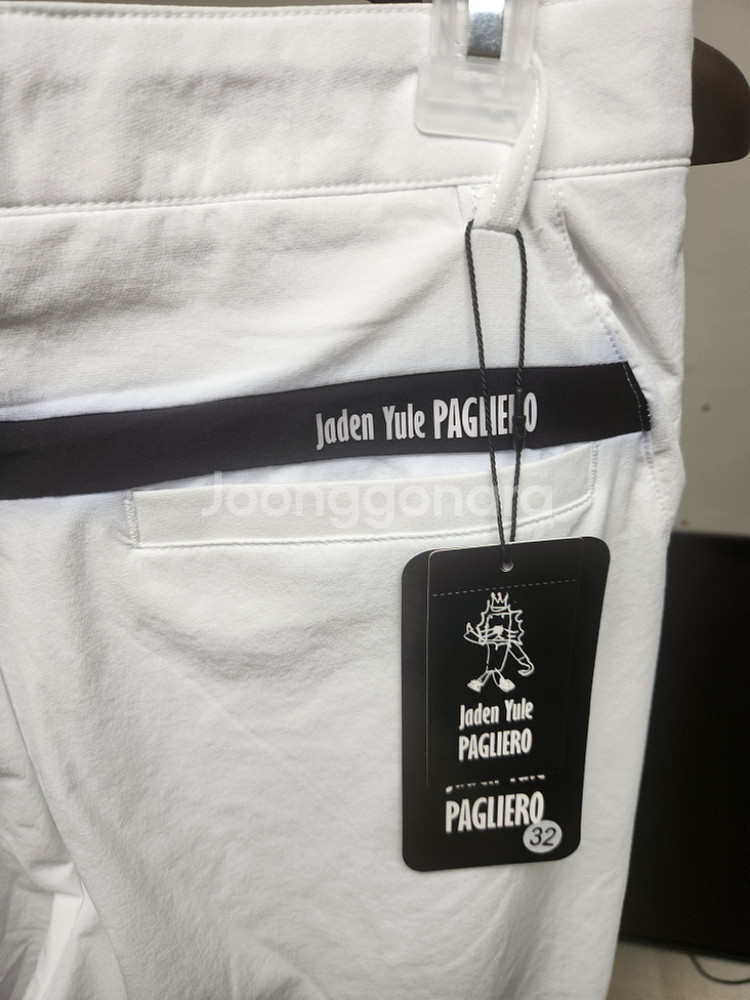 Jaden Yule PAGLIERO
Joonggonara
Jaden Yule
PAGLIERO
PAGLIERO
32